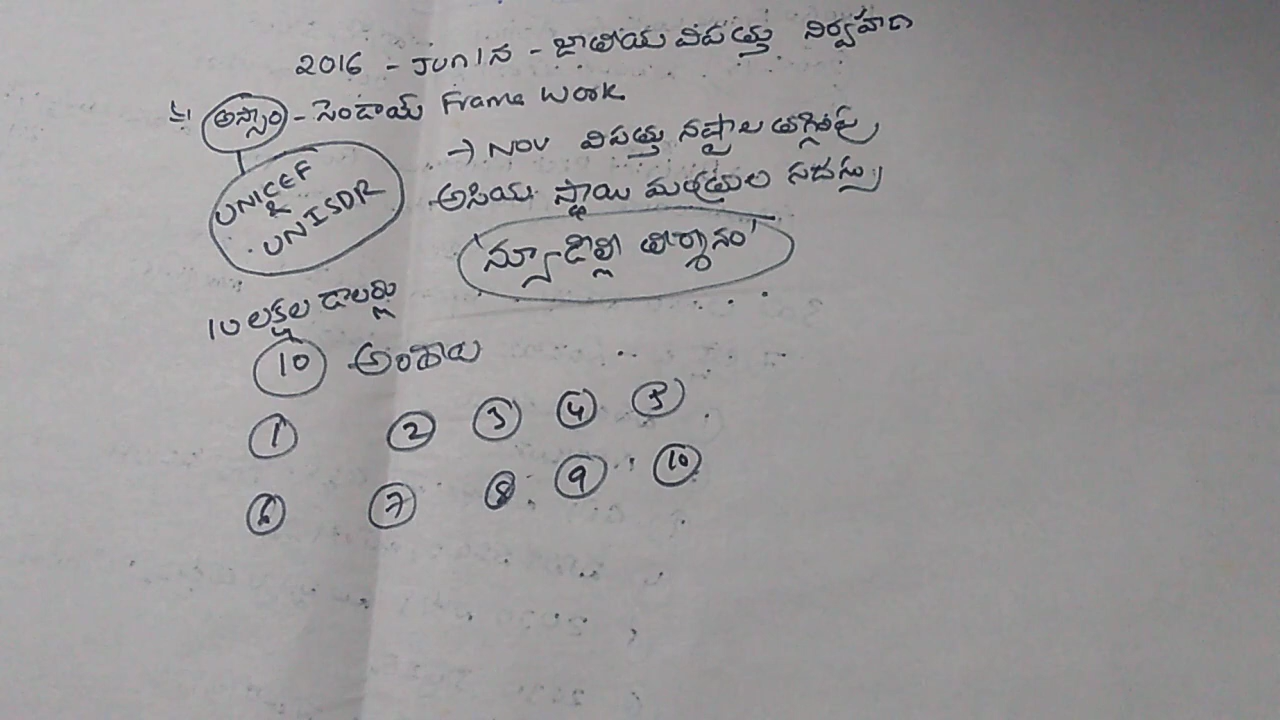 2016 - JUN 1న - జాతీయ విపత్తు నిర్వహణ
అస్సాం - సెండాయ్ Frame Work
→ Nov విపత్తు నష్టాల తగ్గింపు
UNICEF
&
UNISDR
ఆసియా స్థాయి మంత్రుల సదస్సు
'న్యూఢిల్లీ తీర్మానం'
10 లక్షల డాలర్లు
10 అంశాలు
1 2 3 4 5
6 7 8 9 10